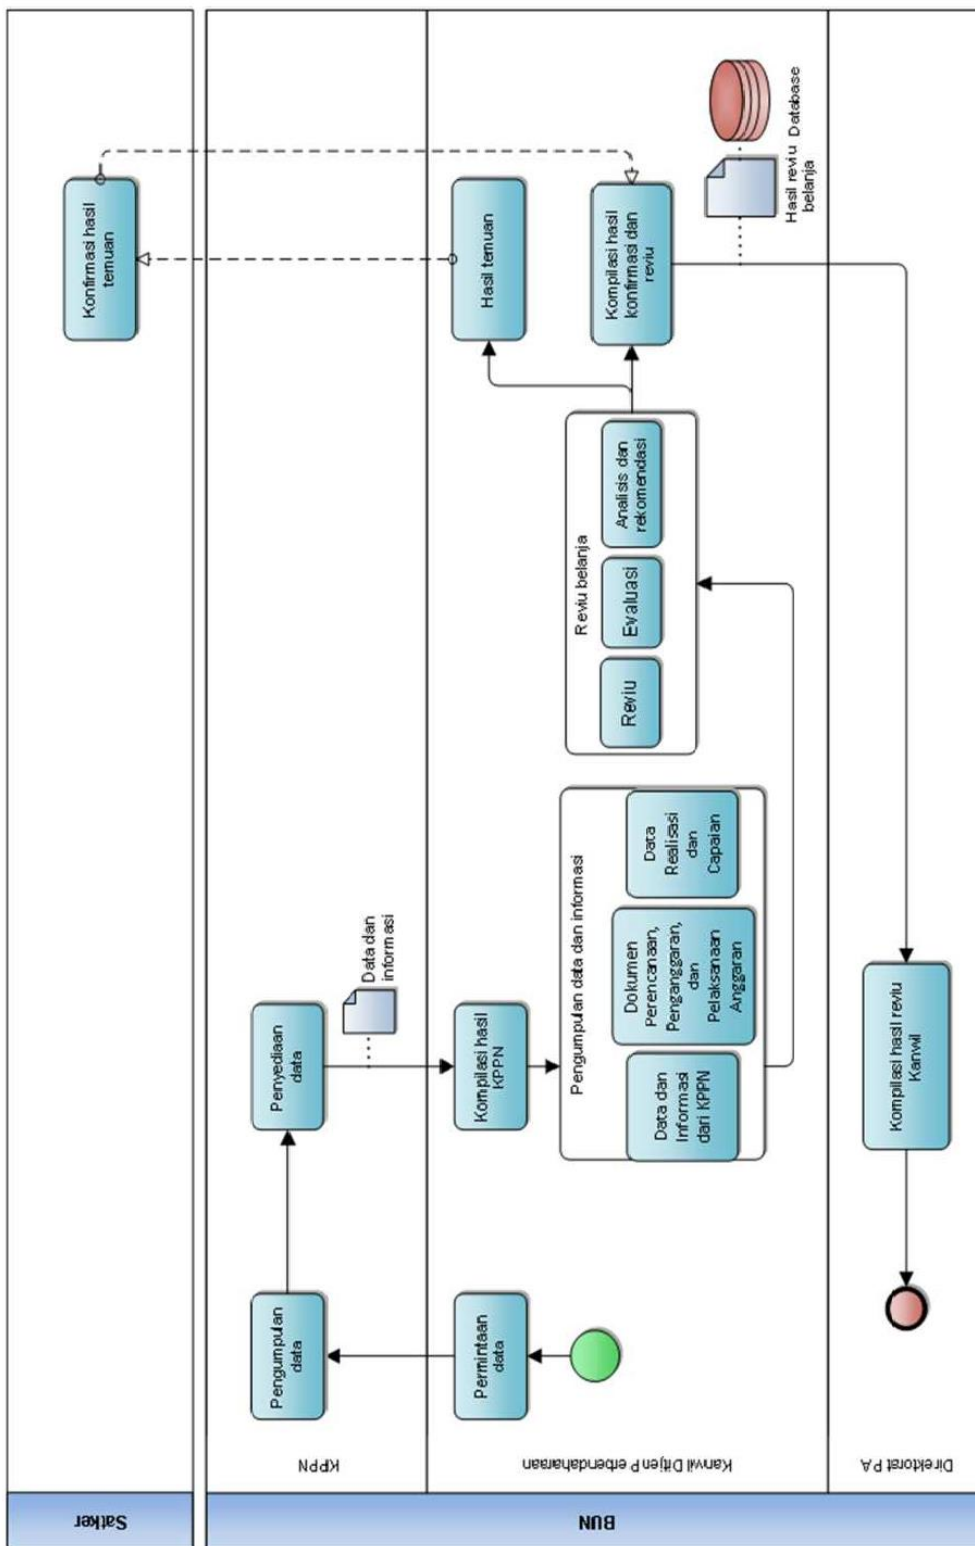 Satker
Konfirmasi hasil
temuan
BUN
KPPN
Pengumpulan
data
Penyediaan
data
Data dan
informasi
Kanwil Ditjen Perbendaharaan
Permintaan
data
Kompilasi hasil
KPPN
Pengumpulan data dan informasi
Data dan
Informasi
dari KPPN
Dokumen
Perencanaan,
Penganggaran,
dan
Pelaksanaan
Anggaran
Data
Realisasi
dan
Capaian
Reviu belanja
Reviu
Evaluasi
Analisis dan
rekomendasi
Hasil temuan
Kompilasi hasil
konfirmasi dan
reviu
Hasil reviu Database
belanja
Direktorat PA
Kompilasi hasil reviu
Kanwil